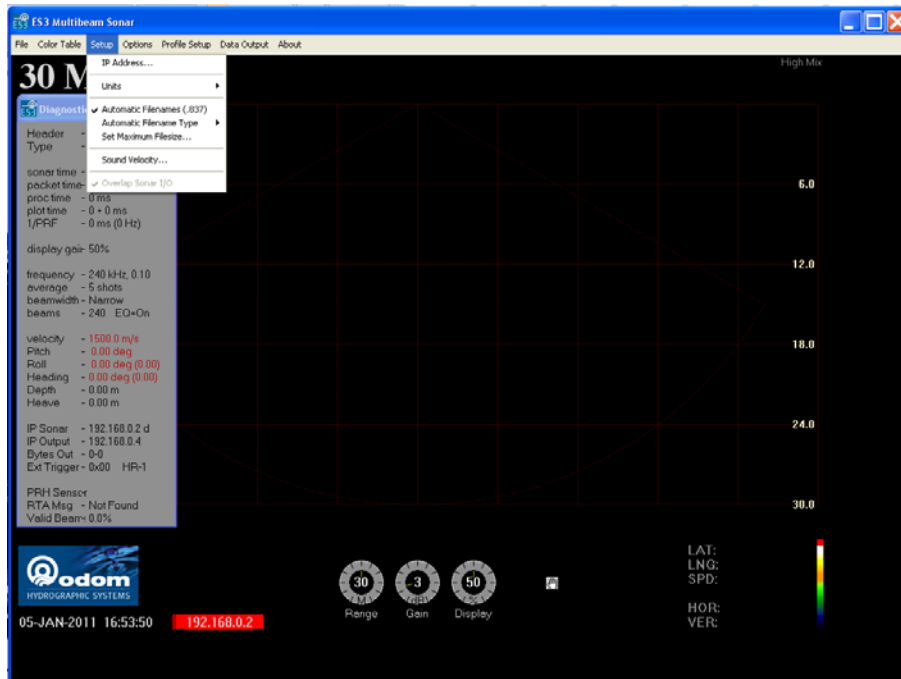 ES3 Multibeam Sonar
File Color Table Setup Options Profile Setup Data Output About
IP Address...
Units
Automatic Filenames (.837)
Automatic Filename Type
Set Maximum Filesize...
Sound Velocity...
Overlap Sonar I/O
30 M
High Mix
Diagnosti
Header -
Type -
sonar time -
packet time-
proc time - 0 ms
plot time - 0 + 0 ms
1/PRF - 0 ms (0 Hz)
display gain- 50%
frequency - 240 kHz, 0.10
average - 5 shots
beamwidth - Narrow
beams - 240 EQ=On
velocity - 1500.0 m/s
Pitch - 0.00 deg
Roll - 0.00 deg (0.00)
Heading - 0.00 deg (0.00)
Depth - 0.00 m
Heave - 0.00 m
IP Sonar - 192.168.0.2 d
IP Output - 192.168.0.4
Bytes Out - 0-0
Ext Trigger - 0x00 HR-1
PRH Sensor
RTA Msg - Not Found
Valid Beam- 0.0%
6.0
12.0
18.0
24.0
30.0
odom
HYDROGRAPHIC SYSTEMS
05-JAN-2011 16:53:50 192.168.0.2
30 3 50
(M) (dB) (%)
Range Gain Display
LAT:
LNG:
SPD:
HOR:
VER: